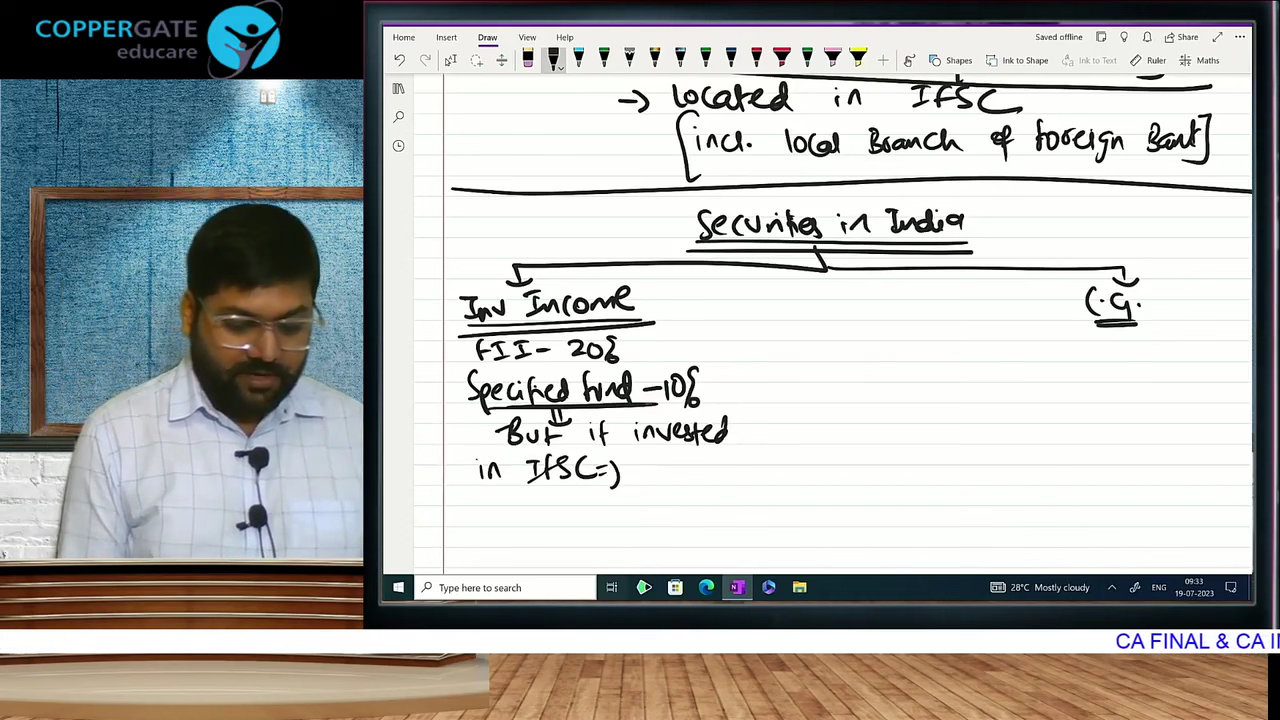 COPPERGATE
educare
Home Insert Draw View Help
Saved offline Share
Shapes Ink to Shape Ink to Text Ruler Maths
→ located in IFSC
[incl. local Branch of foreign Bank]
Securities in India
Inv Income
C.G.
FII - 20%
Specified fund - 10%
But if invested
in IFSC =)
Type here to search
28°C Mostly cloudy
ENG
09:33
19-07-2023
CA FINAL & CA I